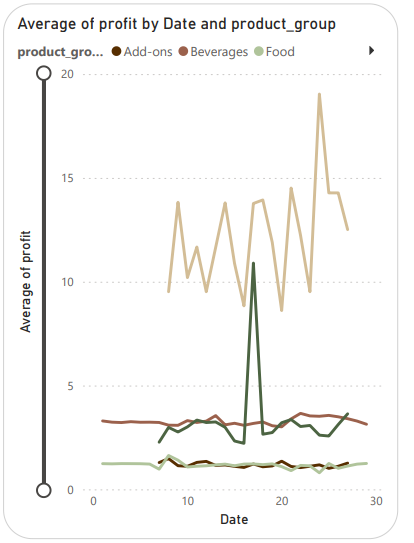 Average of profit by Date and product_group
product_gro... Add-ons Beverages Food
20
15
10
5
0
Average of profit
0 10 20 30
Date